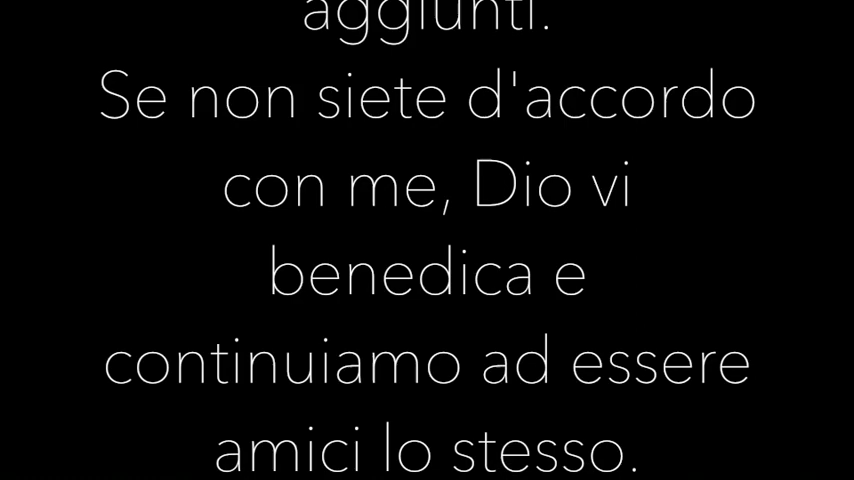 aggiunti.
Se non siete d'accordo
con me, Dio vi
benedica e
continuiamo ad essere
amici lo stesso.